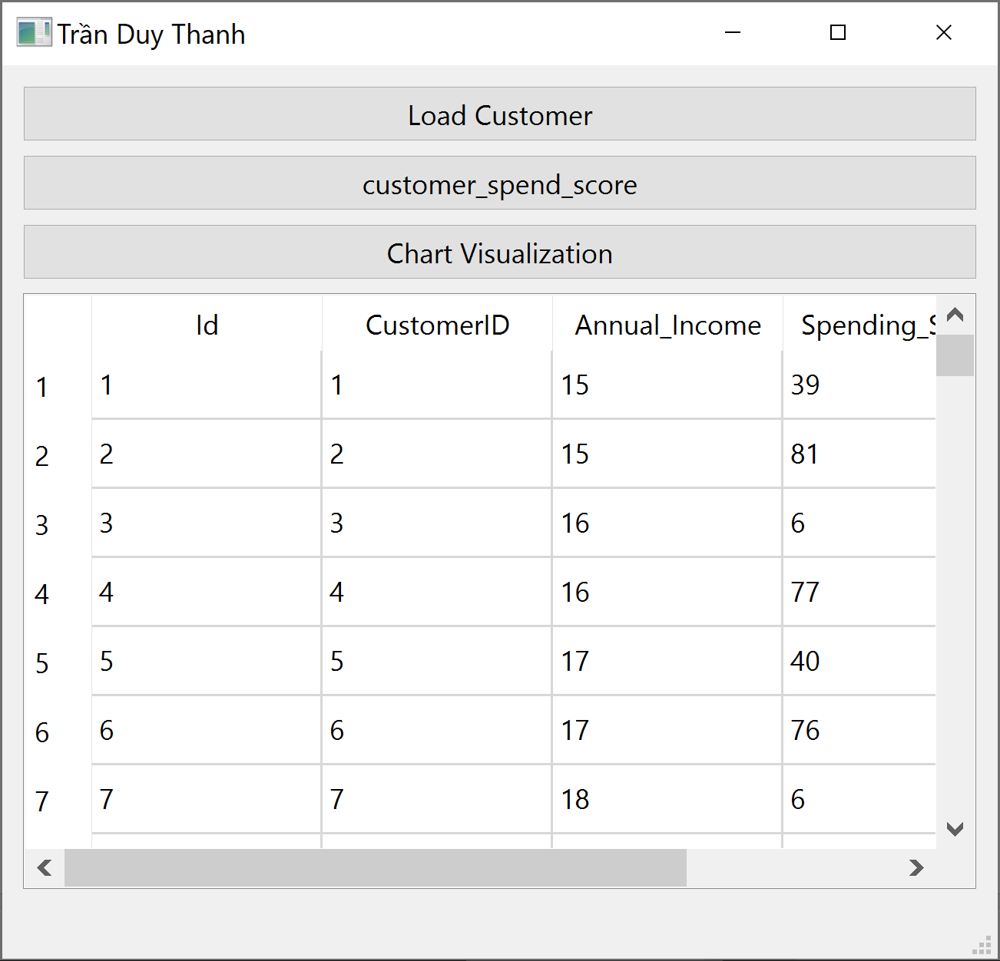 Trần Duy Thanh
Load Customer
customer_spend_score
Chart Visualization
Id CustomerID Annual_Income Spending_S
1 1 1 15 39
2 2 2 15 81
3 3 3 16 6
4 4 4 16 77
5 5 5 17 40
6 6 6 17 76
7 7 7 18 6